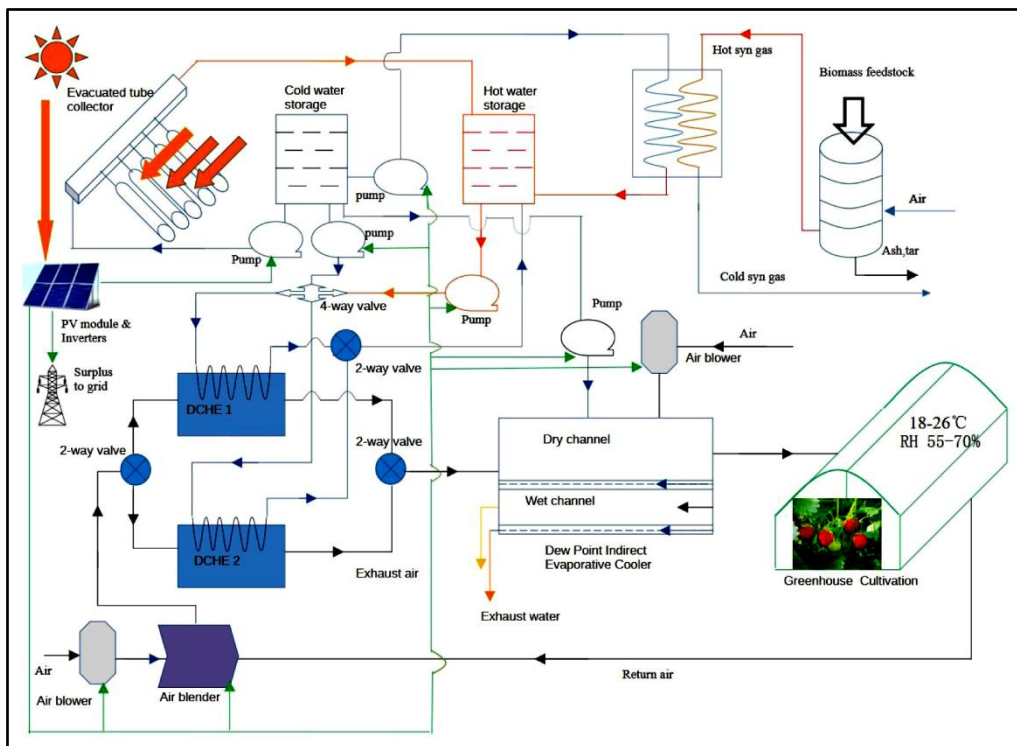 Hot syn gas
Biomass feedstock
Evacuated tube
collector
Cold water
storage
Hot water
storage
pump
Air
pump
Pump
Ash,tar
Cold syn gas
4-way valve
Pump
Pump
Air
PV module &
Inverters
Air blower
2-way valve
Surplus
to grid
DCHE 1
18-26℃
RH 55-70%
2-way valve
2-way valve
Dry channel
Wet channel
DCHE 2
Dew Point Indirect
Evaporative Cooler
Exhaust air
Greenhouse Cultivation
Exhaust water
Air
Return air
Air blower
Air blender